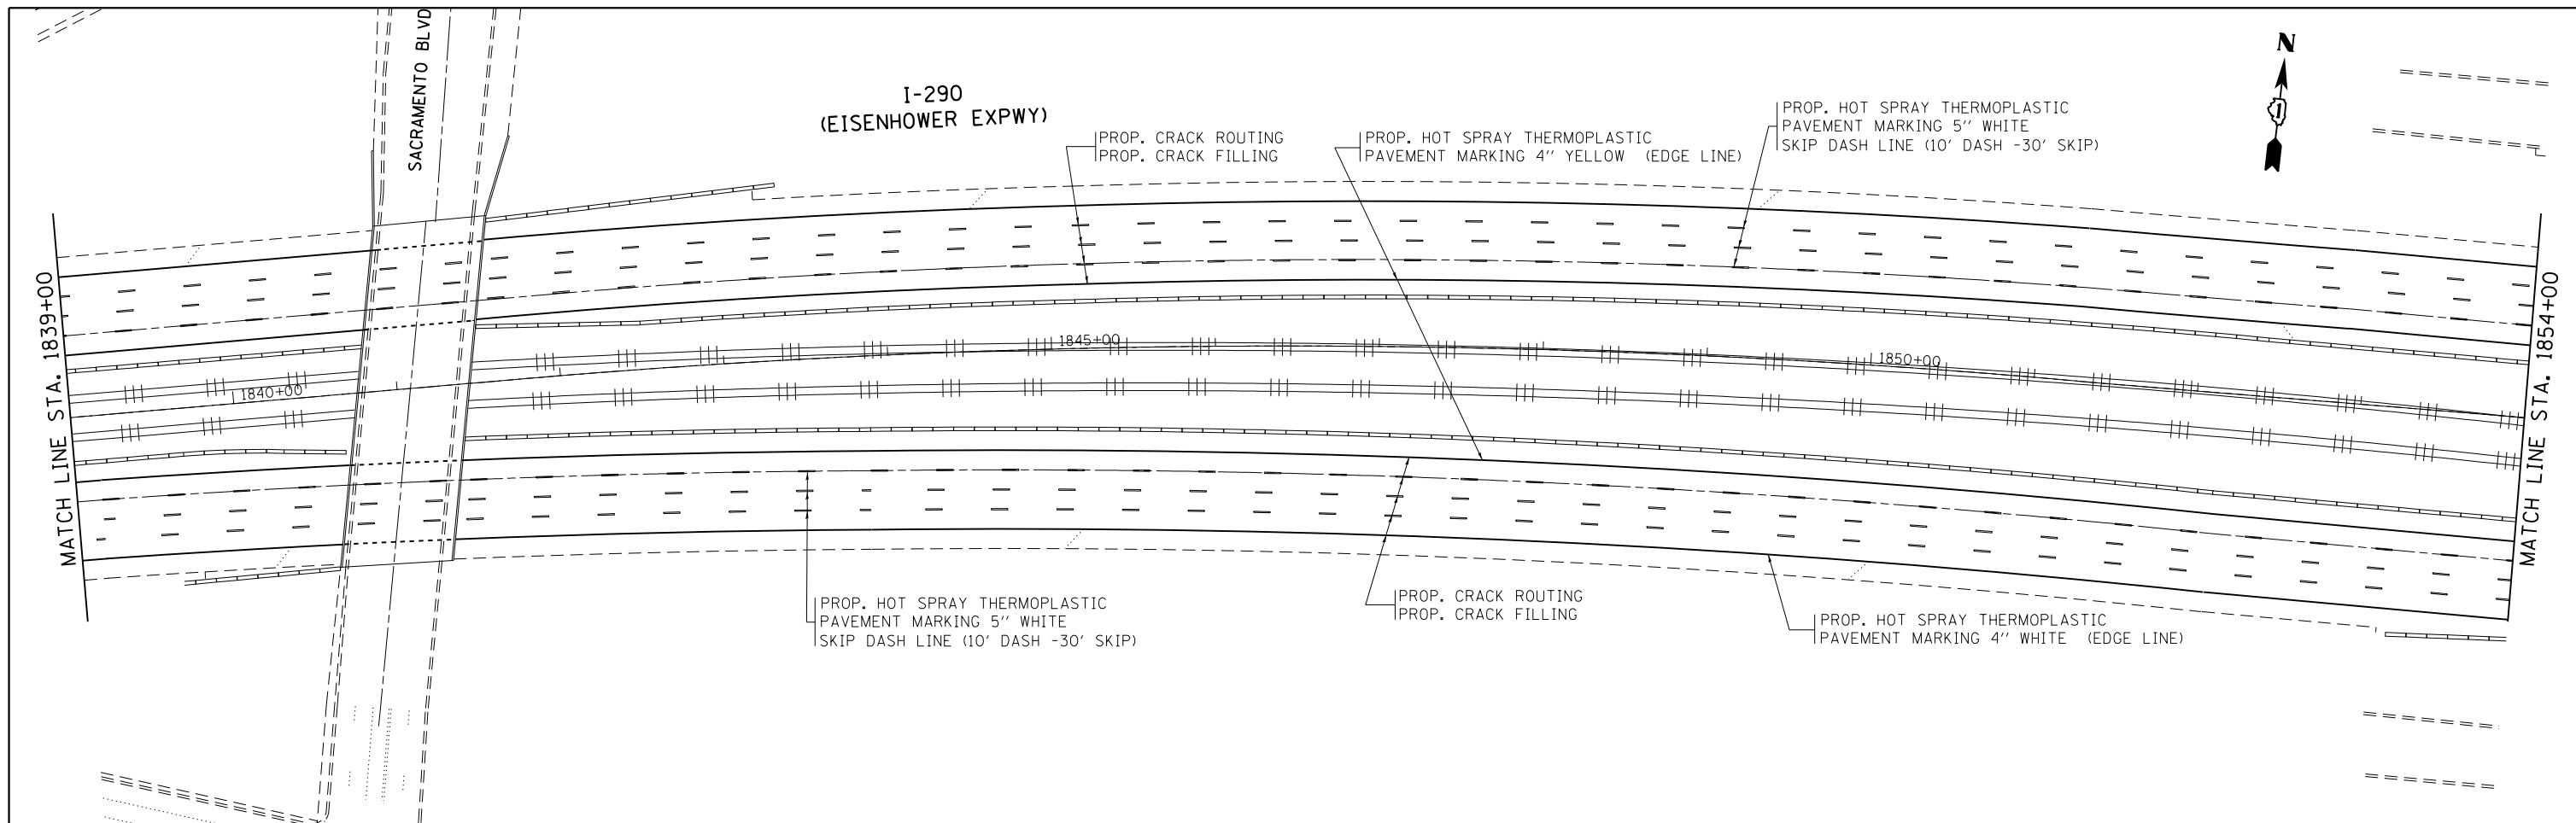 SACRAMENTO BLVD
I-290
(EISENHOWER EXPWY)
N
1
PROP. CRACK ROUTING
PROP. CRACK FILLING
PROP. HOT SPRAY THERMOPLASTIC
PAVEMENT MARKING 4" YELLOW (EDGE LINE)
PROP. HOT SPRAY THERMOPLASTIC
PAVEMENT MARKING 5" WHITE
SKIP DASH LINE (10' DASH -30' SKIP)
MATCH LINE STA. 1839+00
1840+00
1845+00
1850+00
MATCH LINE STA. 1854+00
PROP. HOT SPRAY THERMOPLASTIC
PAVEMENT MARKING 5" WHITE
SKIP DASH LINE (10' DASH -30' SKIP)
PROP. CRACK ROUTING
PROP. CRACK FILLING
PROP. HOT SPRAY THERMOPLASTIC
PAVEMENT MARKING 4" WHITE (EDGE LINE)